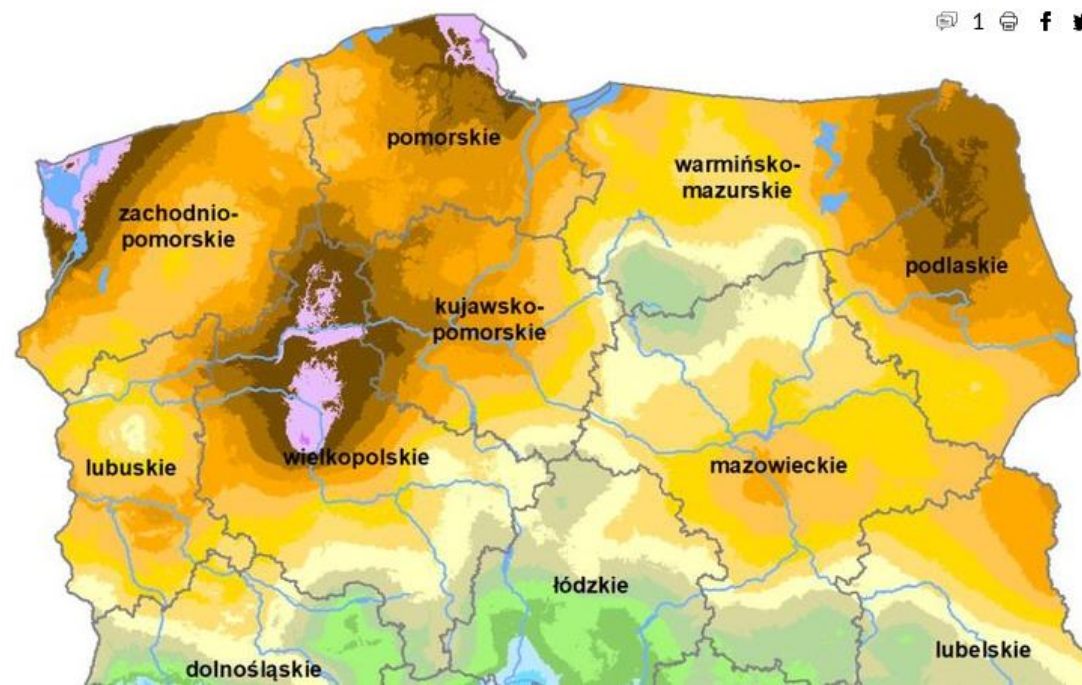 1
pomorskie
warmińsko-
mazurskie
zachodnio-
pomorskie
podlaskie
kujawsko-
pomorskie
lubuskie
wielkopolskie
mazowieckie
łódzkie
lubelskie
dolnośląskie